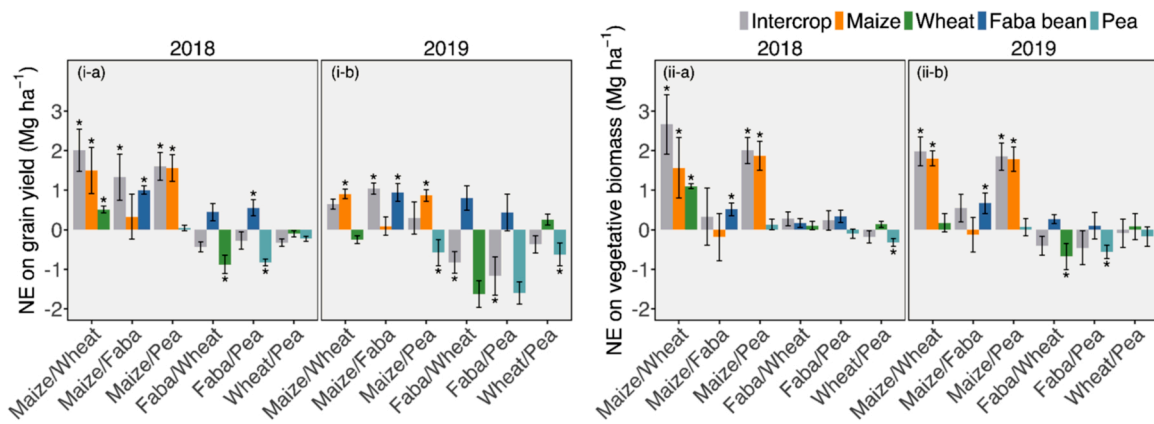 Intercrop Maize Wheat Faba bean Pea
2018 2019 2018 2019
NE on grain yield (Mg ha⁻¹)
(i-a) (i-b)
3
2
1
0
-1
-2
* * * * * * * * * * * * * * * * * * *
Maize/Wheat Maize/Faba Maize/Pea Faba/Wheat Faba/Pea Wheat/Pea Maize/Wheat Maize/Faba Maize/Pea Faba/Wheat Faba/Pea Wheat/Pea
NE on vegetative biomass (Mg ha⁻¹)
(ii-a) (ii-b)
3
2
1
0
-1
-2
* * * * * * * * * * * * * *
Maize/Wheat Maize/Faba Maize/Pea Faba/Wheat Faba/Pea Wheat/Pea Maize/Wheat Maize/Faba Maize/Pea Faba/Wheat Faba/Pea Wheat/Pea